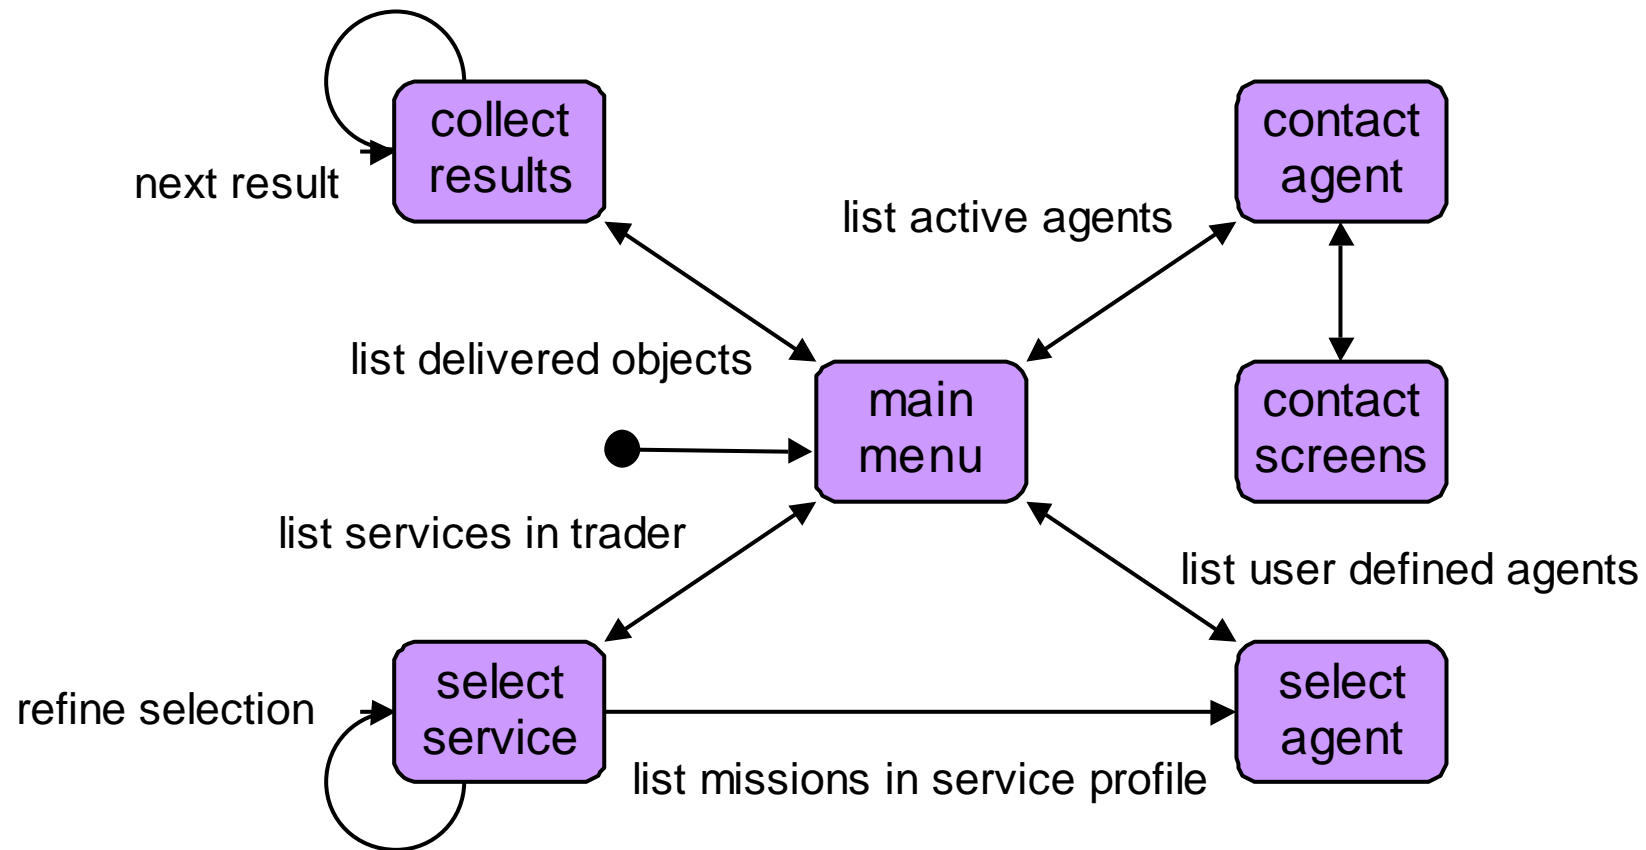 collect
results
contact
agent
next result
list active agents
list delivered objects
main
menu
contact
screens
list services in trader
list user defined agents
select
service
select
agent
refine selection
list missions in service profile